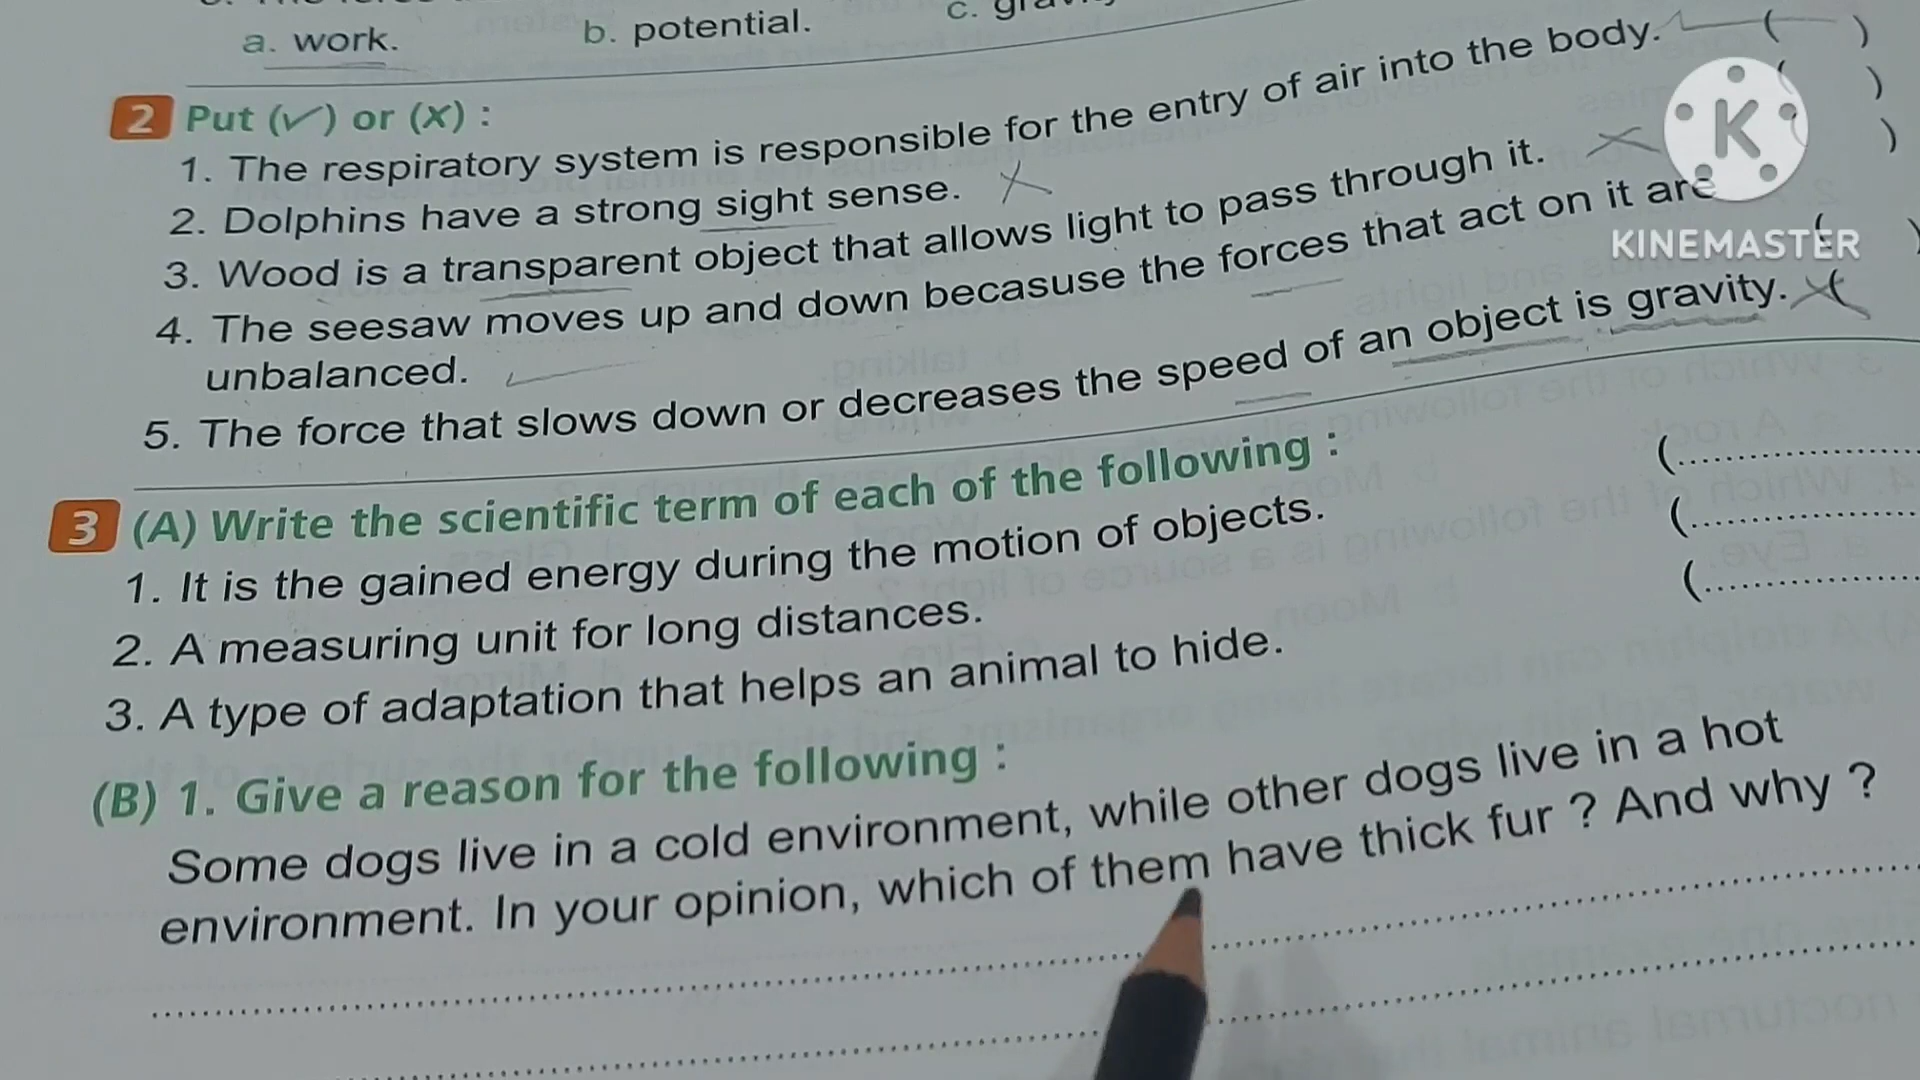 a. work. b. potential. c.
2 Put (✓) or (x) :
1. The respiratory system is responsible for the entry of air into the body. ( )
2. Dolphins have a strong sight sense. ( )
3. Wood is a transparent object that allows light to pass through it. ( )
4. The seesaw moves up and down becasuse the forces that act on it are
unbalanced. ( )
5. The force that slows down or decreases the speed of an object is gravity. (
K
KINEMASTER
3 (A) Write the scientific term of each of the following :
1. It is the gained energy during the motion of objects. (....................
2. A measuring unit for long distances. (....................
3. A type of adaptation that helps an animal to hide. (....................
(B) 1. Give a reason for the following :
Some dogs live in a cold environment, while other dogs live in a hot
environment. In your opinion, which of them have thick fur ? And why ?